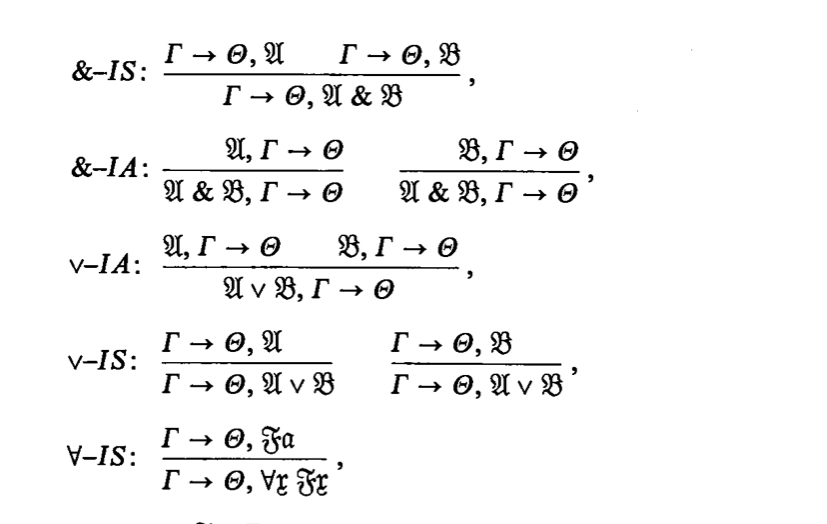 Γ → Θ, 𝔄    Γ → Θ, 𝔅
&–IS: ,
Γ → Θ, 𝔄 & 𝔅
𝔄, Γ → Θ    𝔅, Γ → Θ
&–IA: ,
𝔄 & 𝔅, Γ → Θ    𝔄 & 𝔅, Γ → Θ
𝔄, Γ → Θ    𝔅, Γ → Θ
∨–IA: ,
𝔄 ∨ 𝔅, Γ → Θ
Γ → Θ, 𝔄    Γ → Θ, 𝔅
∨–IS: ,
Γ → Θ, 𝔄 ∨ 𝔅    Γ → Θ, 𝔄 ∨ 𝔅
Γ → Θ, 𝔉𝔞
∀–IS: ,
Γ → Θ, ∀𝔵 𝔉𝔵